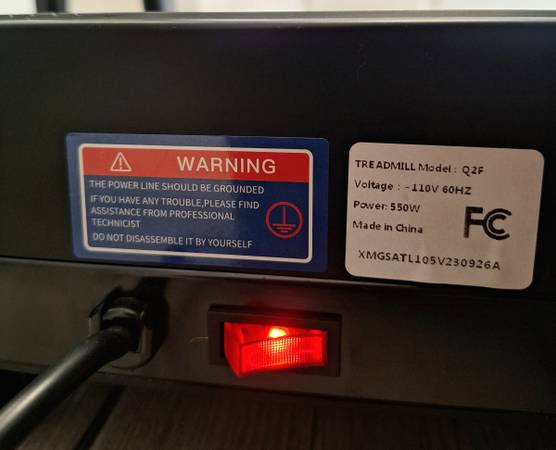 WARNING
THE POWER LINE SHOULD BE GROUNDED
IF YOU HAVE ANY TROUBLE,PLEASE FIND
ASSISTANCE FROM PROFESSIONAL
TECHNICIST
DO NOT DISASSEMBLE IT BY YOURSELF
TREADMILL Model : Q2F
Voltage : ~110V 60HZ
Power: 550W
Made in China
FC
XMGSATL105V230926A